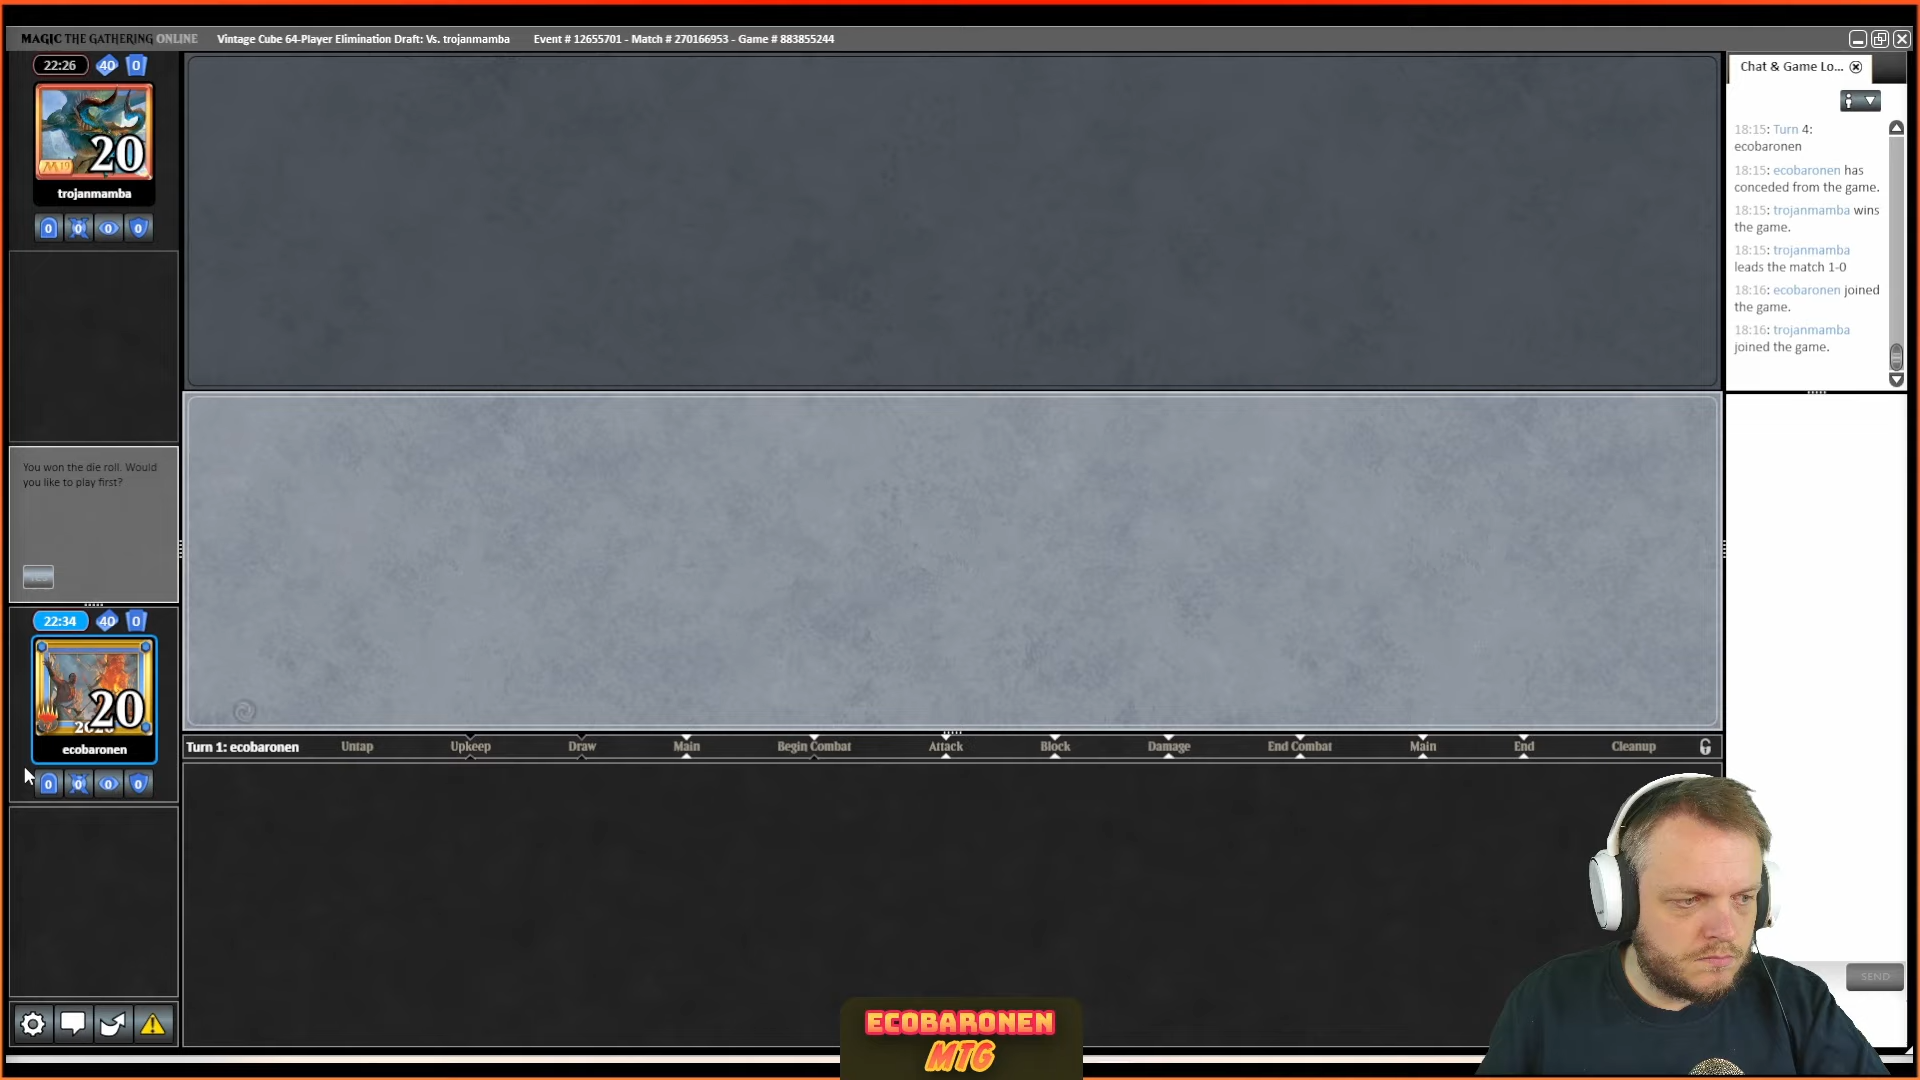 MAGIC THE GATHERING ONLINE
Vintage Cube 64-Player Elimination Draft: Vs. trojanmamba
Event # 12655701 - Match # 270166953 - Game # 883855244
22:26
40
0
M19
20
trojanmamba
0
0
0
0
You won the die roll. Would
you like to play first?
22:34
40
0
20
ecobaronen
0
0
0
0
Turn 1: ecobaronen
Untap
Upkeep
Draw
Main
Begin Combat
Attack
Block
Damage
End Combat
Main
End
Cleanup
Chat & Game Lo...
18:15: Turn 4:
ecobaronen
18:15: ecobaronen has
conceded from the game.
18:15: trojanmamba wins
the game.
18:15: trojanmamba
leads the match 1-0
18:16: ecobaronen joined
the game.
18:16: trojanmamba
joined the game.
SEND
ECOBARONEN
MTG